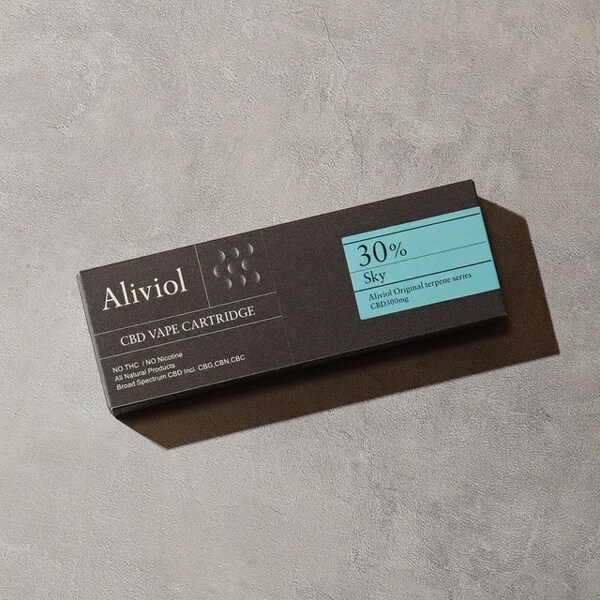 Aliviol
CBD VAPE CARTRIDGE
NO THC / NO Nicotine
All Natural Products
Broad Spectrum CBD Incl. CBG,CBN,CBC
30%
Sky
Aliviol Original terpene series
CBD300mg